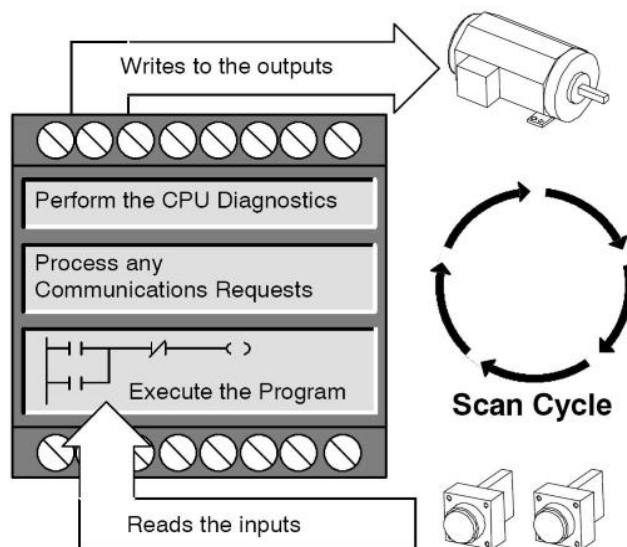 Writes to the outputs
Perform the CPU Diagnostics
Process any
Communications Requests
Execute the Program
Scan Cycle
Reads the inputs